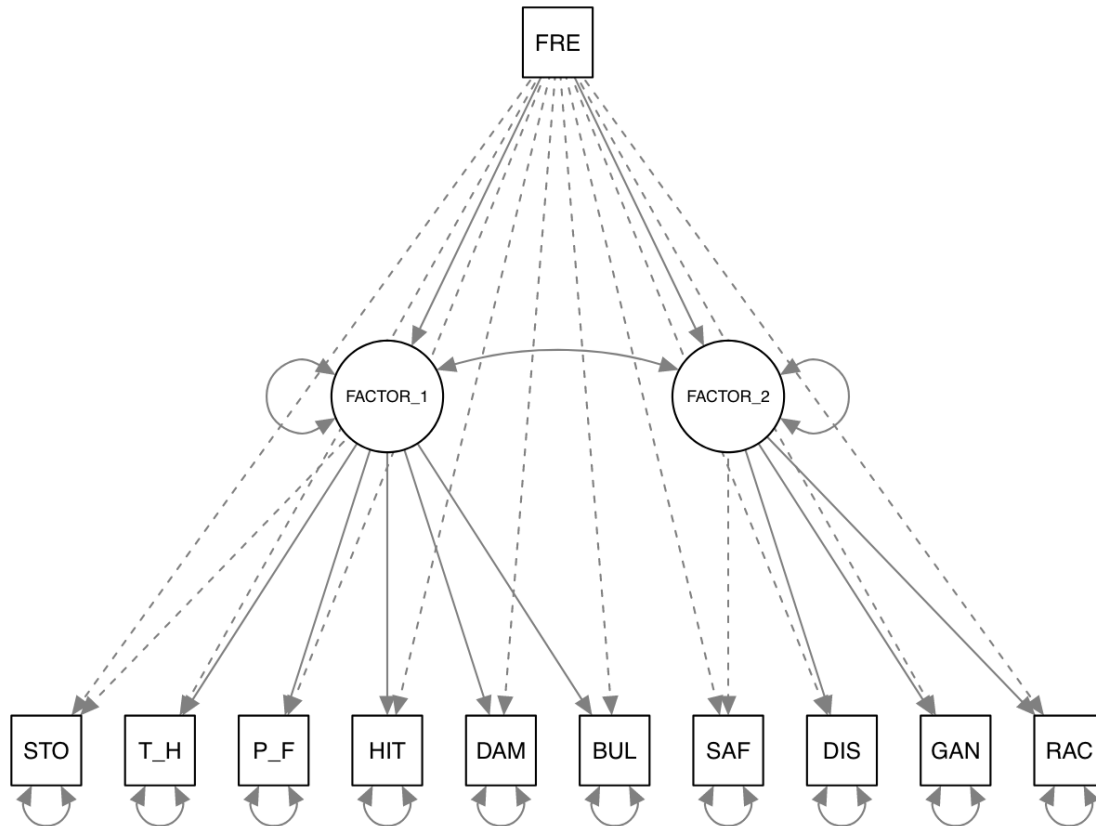 FRE
FACTOR_1
FACTOR_2
STO
T_H
P_F
HIT
DAM
BUL
SAF
DIS
GAN
RAC